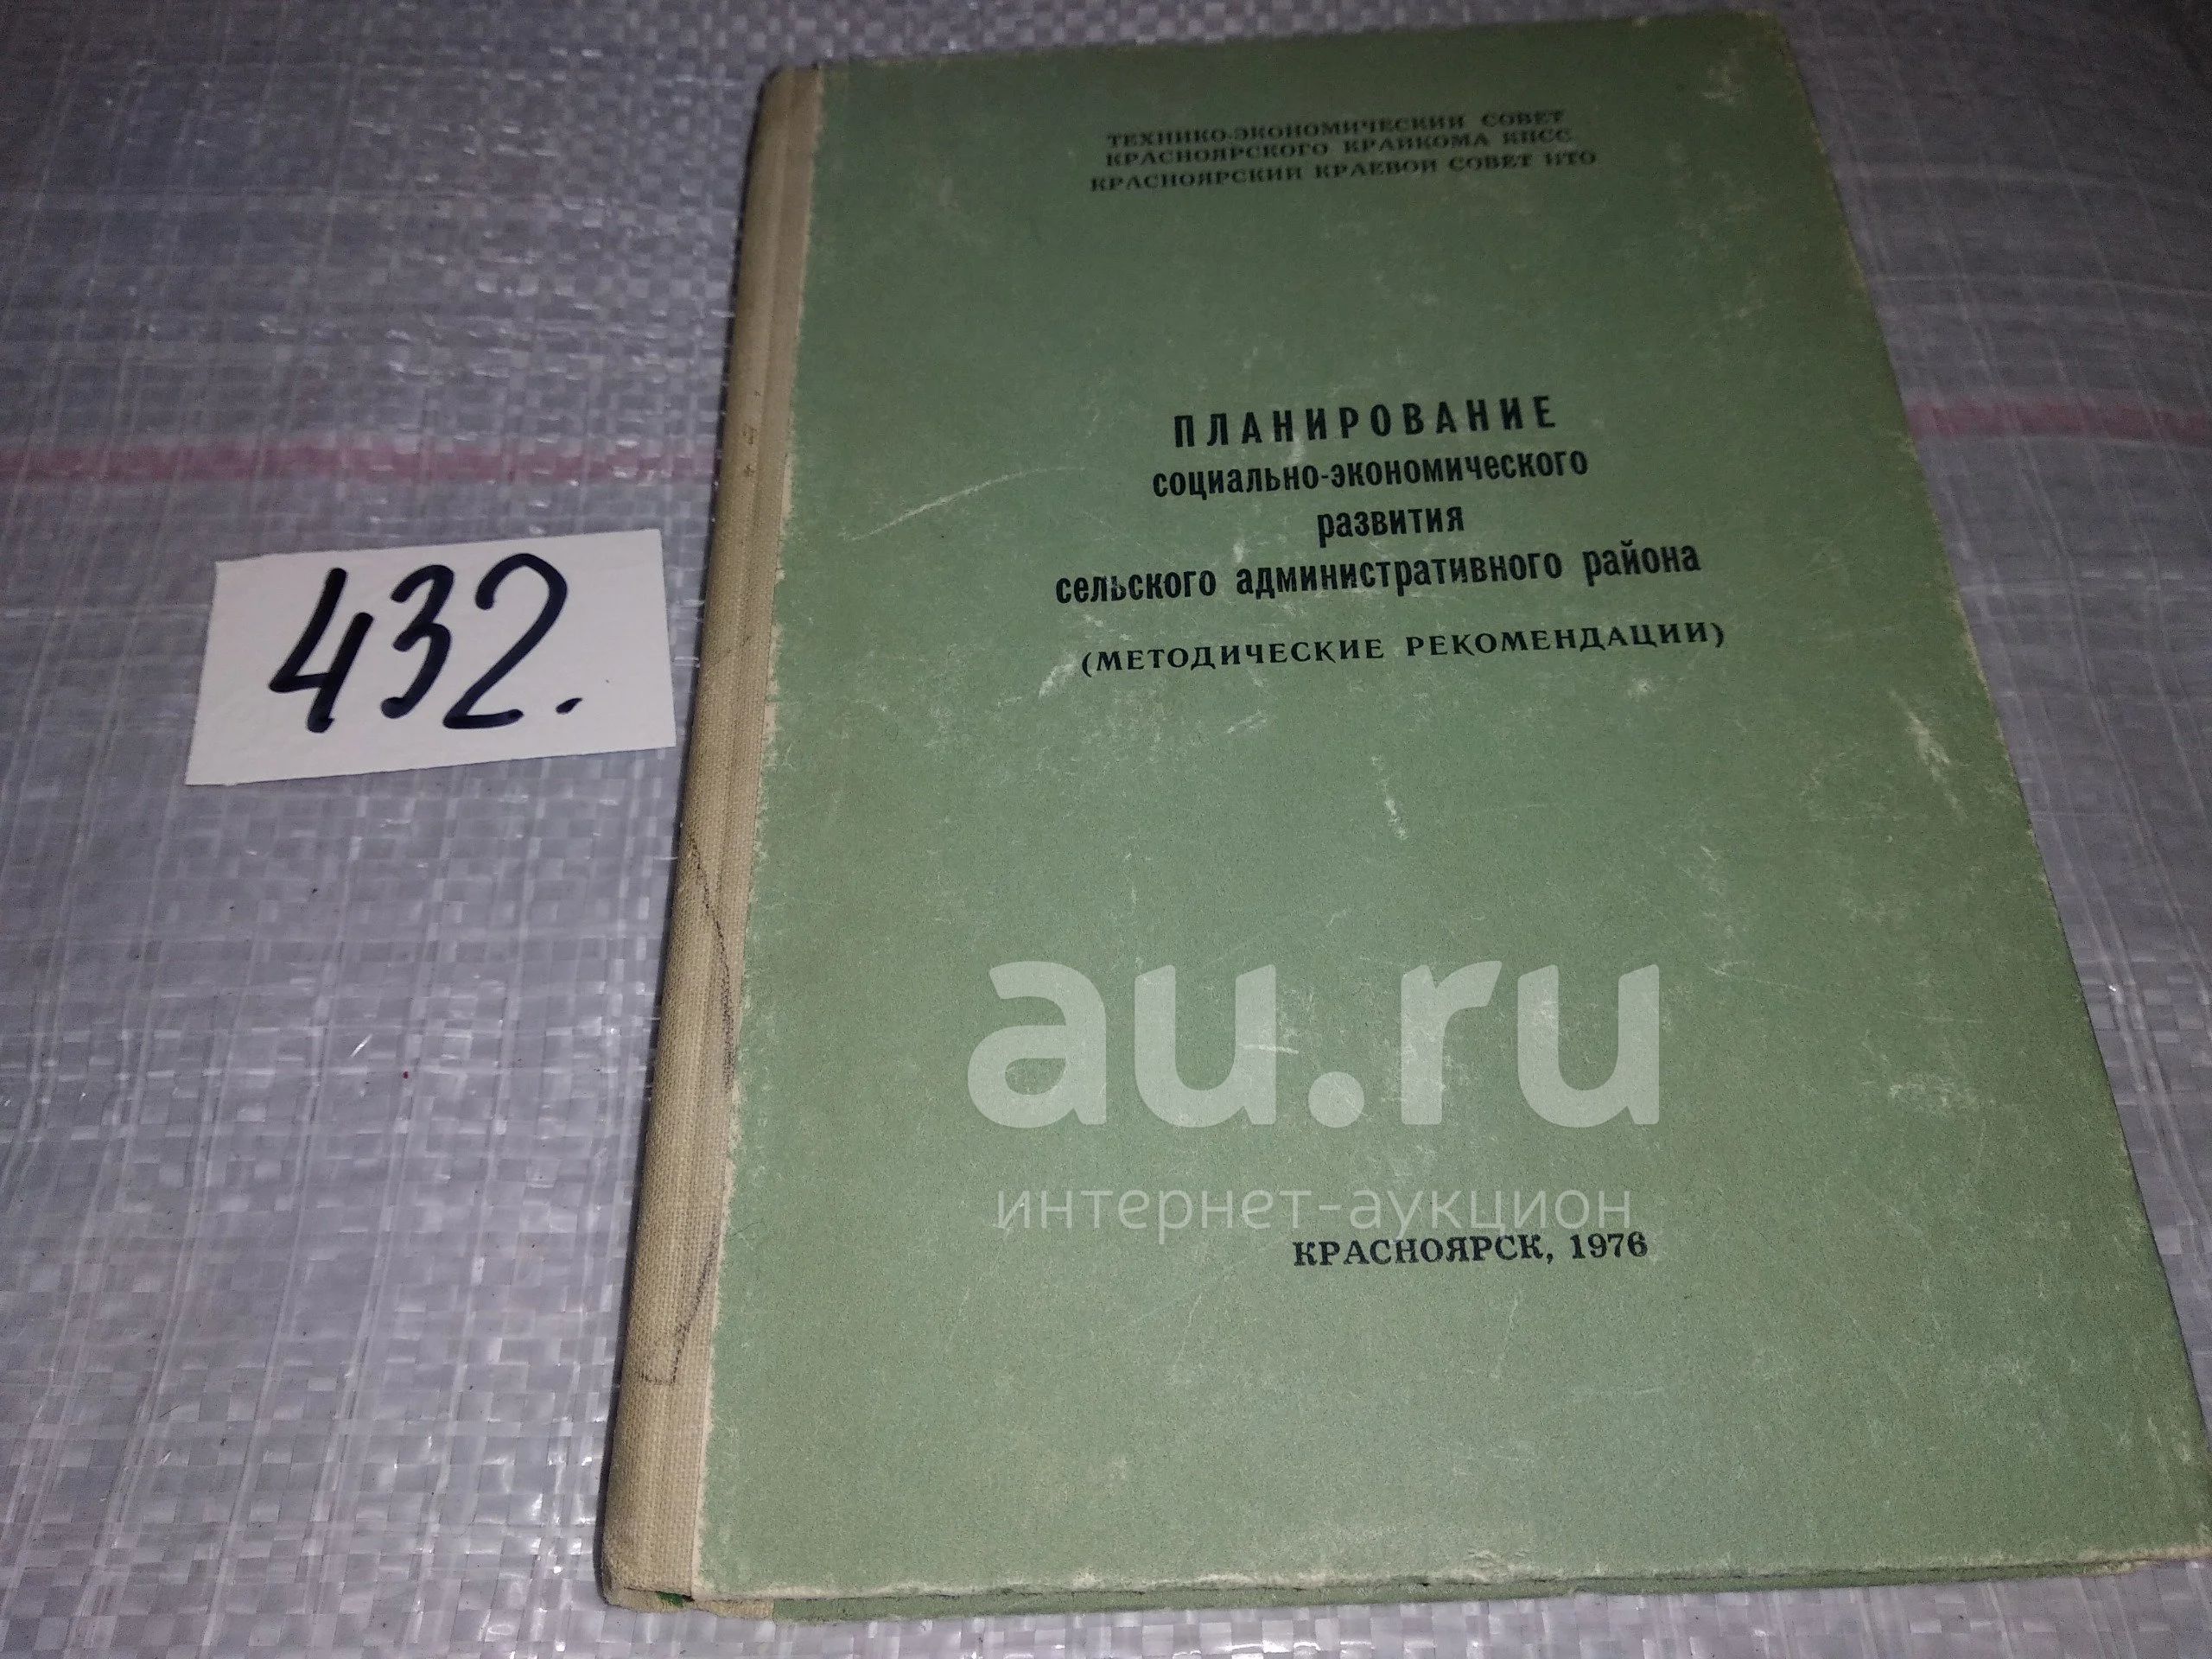 ТЕХНИКО-ЭКОНОМИЧЕСКИЙ СОВЕТ
КРАСНОЯРСКОГО КРАЙКОМА КПСС
КРАСНОЯРСКИЙ КРАЕВОЙ СОВЕТ НТО
ПЛАНИРОВАНИЕ
социально-экономического
развития
сельского административного района
(МЕТОДИЧЕСКИЕ РЕКОМЕНДАЦИИ)
432.
au.ru
интернет-аукцион
КРАСНОЯРСК, 1976